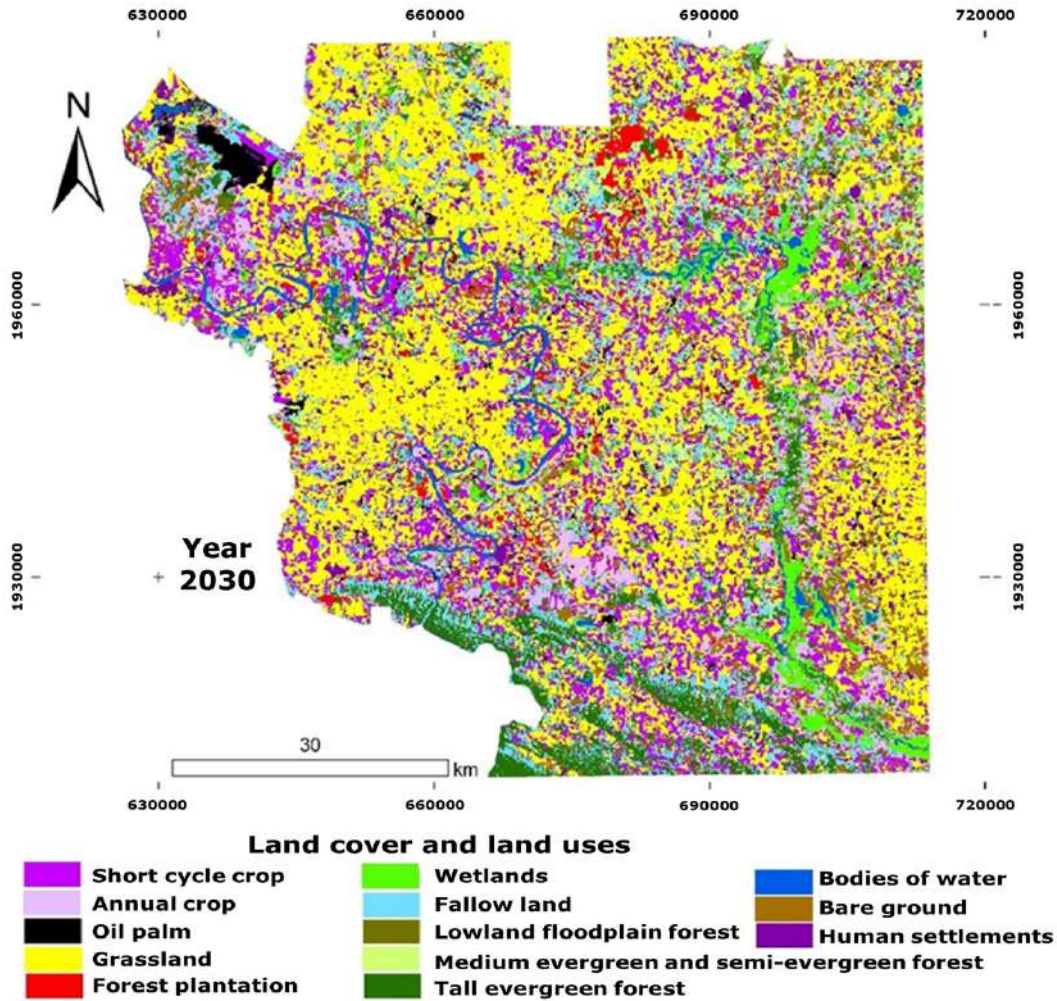 630000 660000 690000 720000
N
1960000 1960000
Year
2030
1930000 1930000
30
km
630000 660000 690000 720000
Land cover and land uses
Short cycle crop
Annual crop
Oil palm
Grassland
Forest plantation
Wetlands
Fallow land
Lowland floodplain forest
Medium evergreen and semi-evergreen forest
Tall evergreen forest
Bodies of water
Bare ground
Human settlements